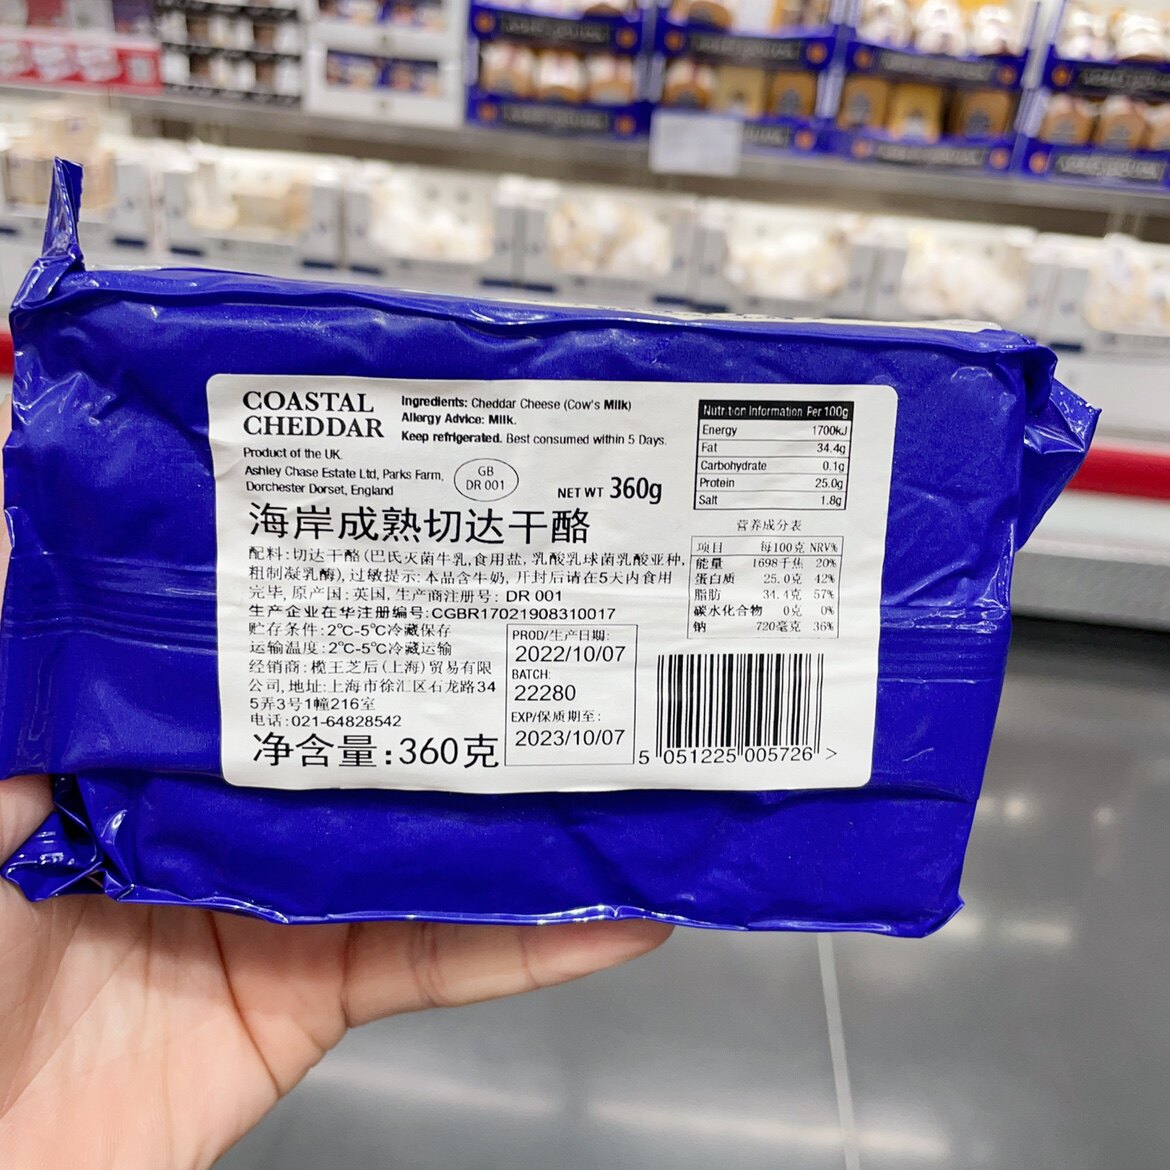 COASTAL
CHEDDAR
Ingredients: Cheddar Cheese (Cow's Milk)
Allergy Advice: Milk.
Keep refrigerated. Best consumed within 5 Days.
Product of the UK.
Ashley Chase Estate Ltd, Parks Farm,
Dorchester Dorset, England
GB
DR 001
NET WT 360g
Nutrition Information Per 100g
Energy 1700kJ
Fat 34.4g
Carbohydrate 0.1g
Protein 25.0g
Salt 1.8g
海岸成熟切达干酪
配料:切达干酪(巴氏灭菌牛乳,食用盐,乳酸乳球菌乳酸亚种,
粗制凝乳酶),过敏提示:本品含牛奶,开封后请在5天内食用
完毕,原产国:英国,生产商注册号:DR 001
生产企业在华注册编号:CGBR17021908310017
贮存条件:2℃-5℃冷藏保存
运输温度:2℃-5℃冷藏运输
经销商:榄王芝后(上海)贸易有限
公司,地址:上海市徐汇区石龙路34
5弄3号1幢216室
电话:021-64828542
净含量:360克
PROD/生产日期:
2022/10/07
BATCH:
22280
EXP/保质期至:
2023/10/07
营养成分表
项目 每100克 NRV%
能量 1698千焦 20%
蛋白质 25.0克 42%
脂肪 34.4克 57%
碳水化合物 0克 0%
钠 720毫克 36%
5 051225 005726 >